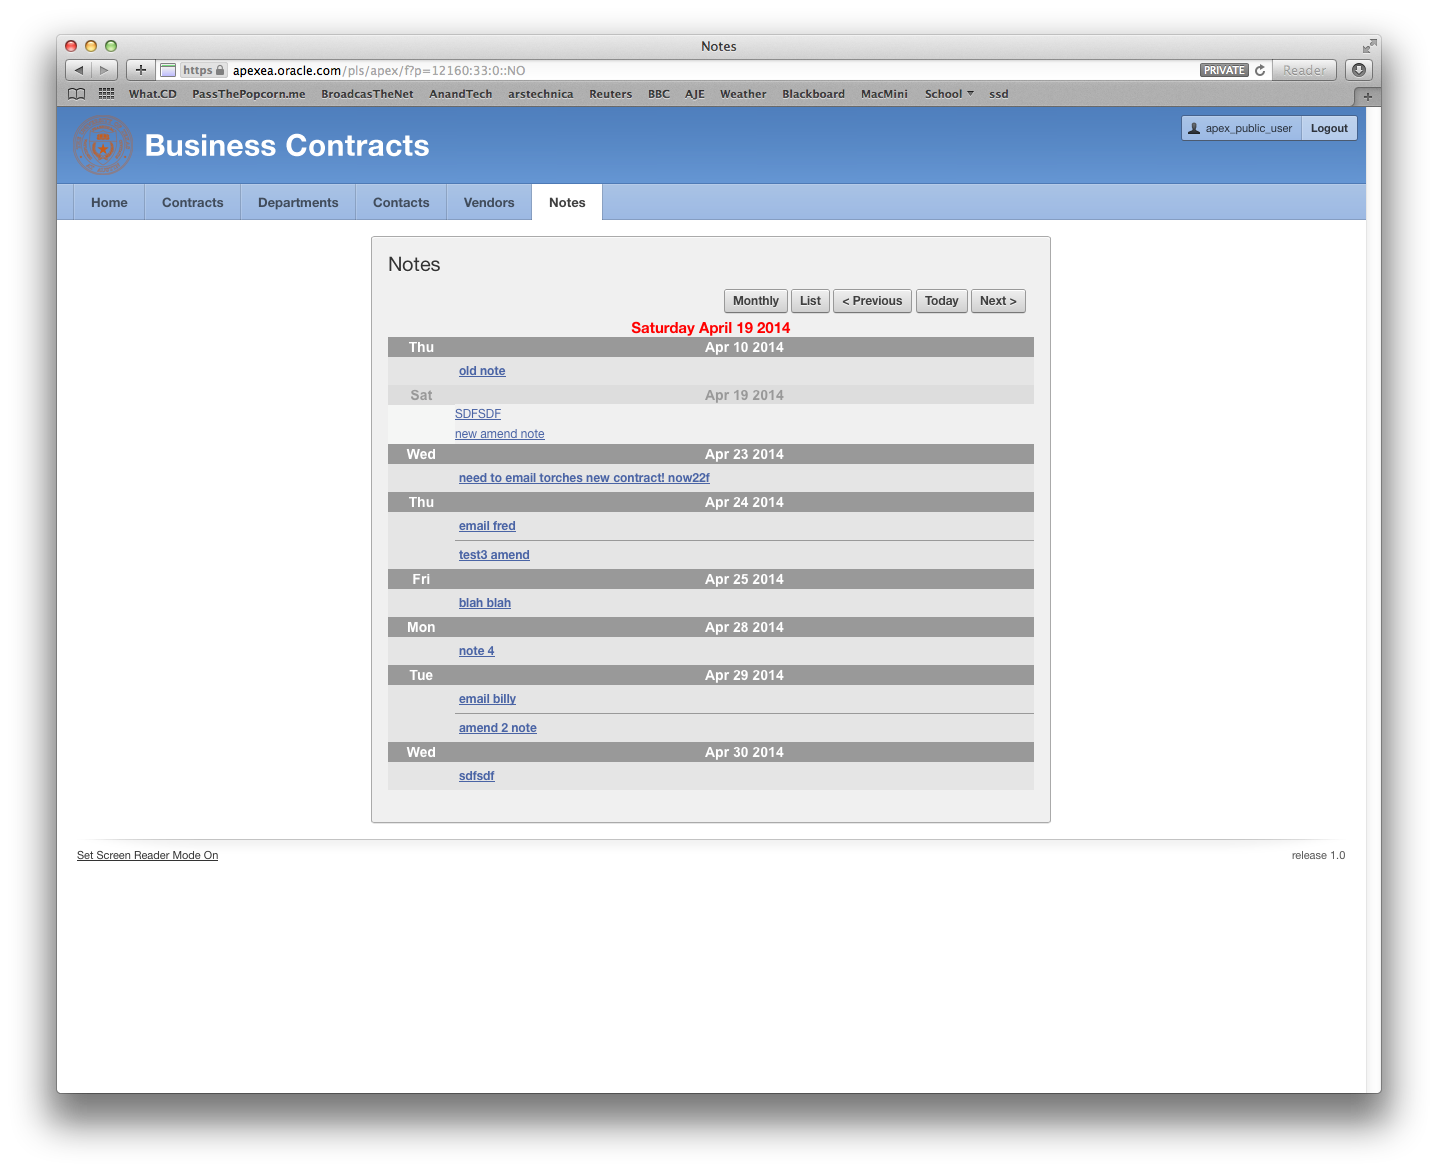 Notes
https apexea.oracle.com/pls/apex/f?p=12160:33:0::NO PRIVATE Reader
What.CD PassThePopcorn.me BroadcasTheNet AnandTech arstechnica Reuters BBC AJE Weather Blackboard MacMini School ssd
Business Contracts
apex_public_user Logout
Home Contracts Departments Contacts Vendors Notes
Notes
Monthly List < Previous Today Next >
Saturday April 19 2014
Thu Apr 10 2014
old note
Sat Apr 19 2014
SDFSDF
new amend note
Wed Apr 23 2014
need to email torches new contract! now22f
Thu Apr 24 2014
email fred
test3 amend
Fri Apr 25 2014
blah blah
Mon Apr 28 2014
note 4
Tue Apr 29 2014
email billy
amend 2 note
Wed Apr 30 2014
sdfsdf
Set Screen Reader Mode On release 1.0